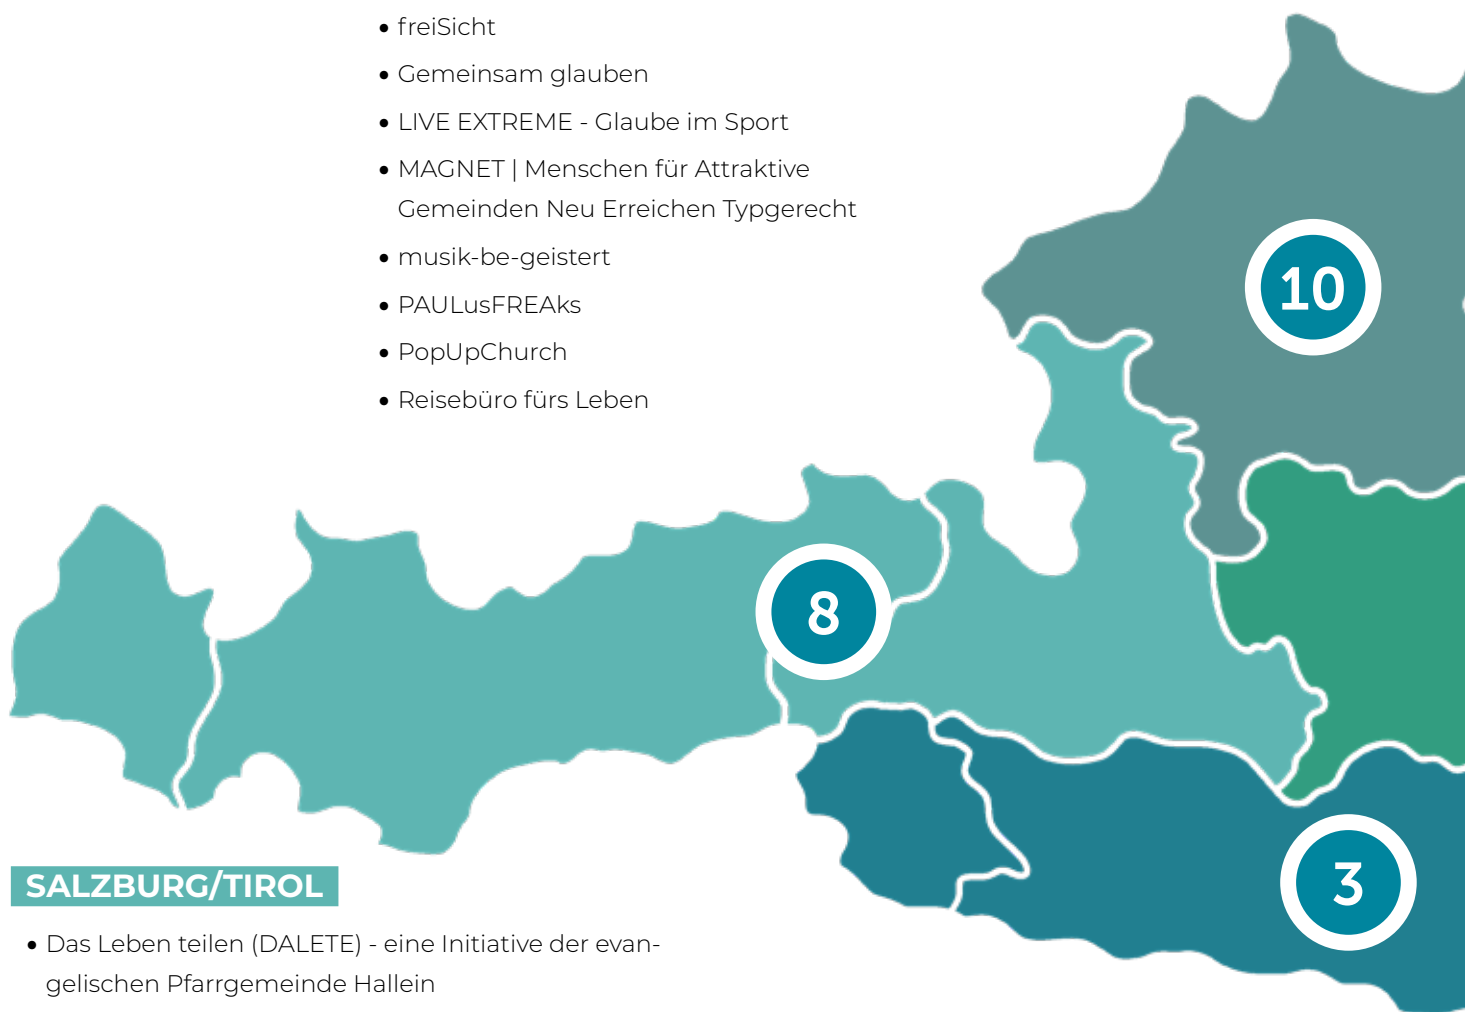 • freiSicht
• Gemeinsam glauben
• LIVE EXTREME - Glaube im Sport
• MAGNET | Menschen für Attraktive
Gemeinden Neu Erreichen Typgerecht
• musik-be-geistert
• PAULusFREAks
• PopUpChurch
• Reisebüro fürs Leben
10
8
3
SALZBURG/TIROL
• Das Leben teilen (DALETE) - eine Initiative der evan-
gelischen Pfarrgemeinde Hallein